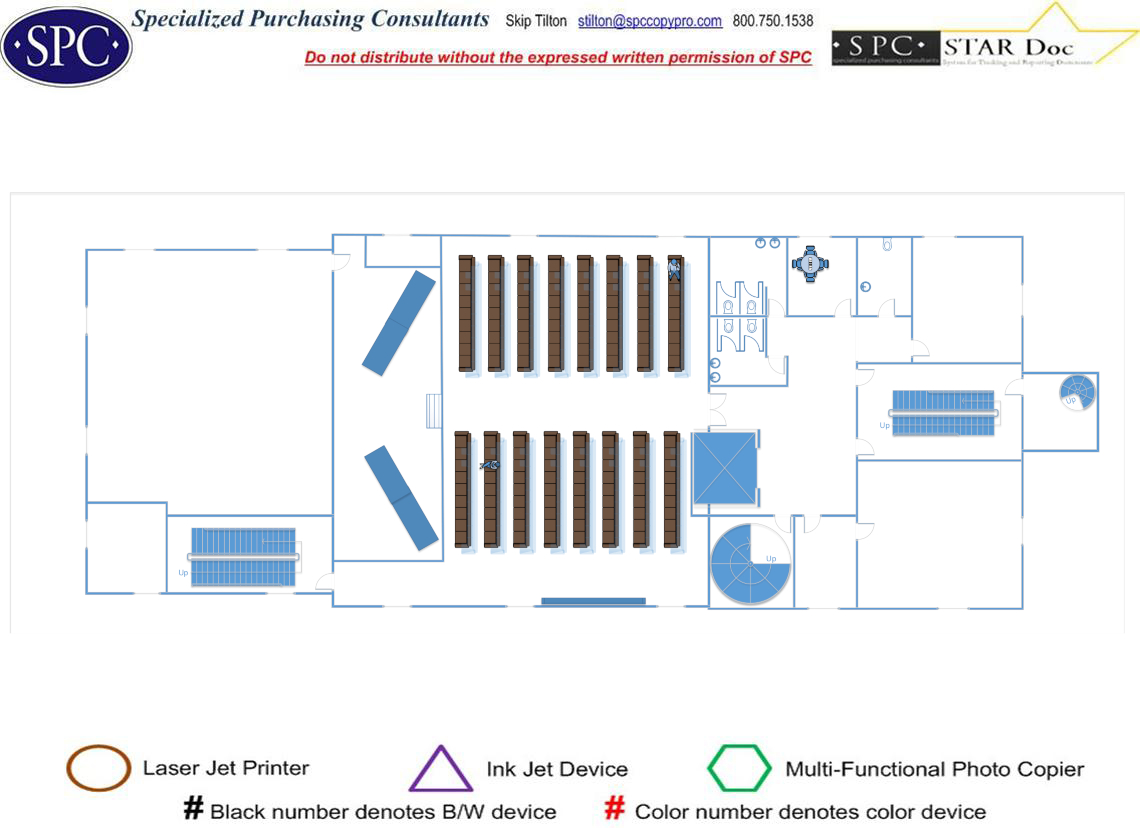 ·SPC·
Specialized Purchasing Consultants Skip Tilton stilton@spccopypro.com 800.750.1538
Do not distribute without the expressed written permission of SPC
·SPC· STAR Doc
specialized purchasing consultants System for Tracking and Reporting Documents
Up
Up
Up
Up
Laser Jet Printer Ink Jet Device Multi-Functional Photo Copier
# Black number denotes B/W device # Color number denotes color device